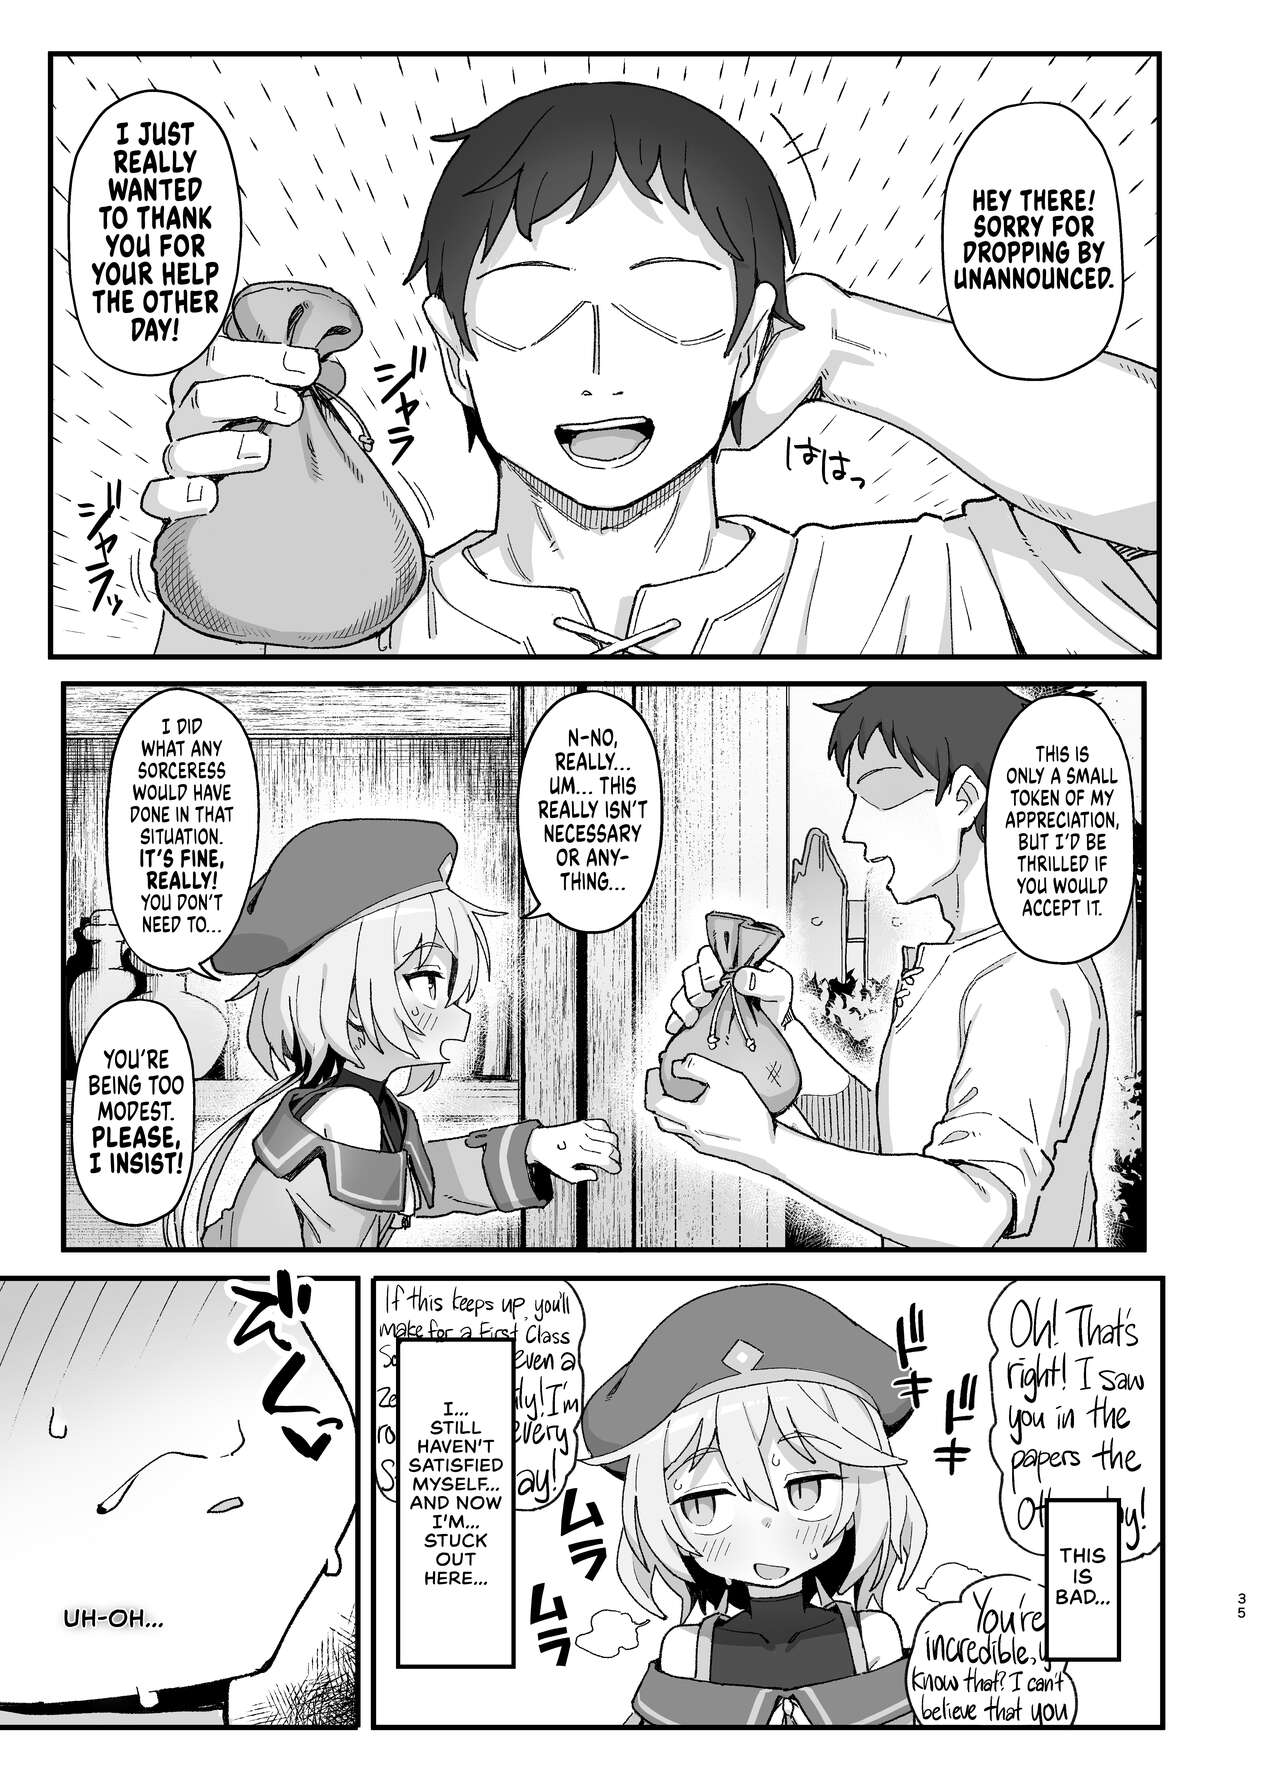 HEY THERE!
SORRY FOR
DROPPING BY
UNANNOUNCED.
I JUST
REALLY
WANTED
TO THANK
YOU FOR
YOUR HELP
THE OTHER
DAY!
ははっ
ジャラ
ジャラッ
THIS IS
ONLY A SMALL
TOKEN OF MY
APPRECIATION,
BUT I'D BE
THRILLED IF
YOU WOULD
ACCEPT IT.
N-NO,
REALLY...
UM... THIS
REALLY ISN'T
NECESSARY
OR ANY-
THING...
I DID
WHAT ANY
SORCERESS
WOULD HAVE
DONE IN THAT
SITUATION.
IT'S FINE,
REALLY!
YOU DON'T
NEED TO...
YOU'RE
BEING TOO
MODEST.
PLEASE,
I INSIST!
Oh! That's
right! I saw
you in the
papers the
THIS
IS
BAD...
You're
incredible,
know that? I can't
believe that you
ドキ
ドキ
ムラ
ムラ
If this keeps up, you'll
make for a First Class
even a
I'm
every
I...
STILL
HAVEN'T
SATISFIED
MYSELF...
AND NOW
I'M...
STUCK
OUT
HERE...
UH-OH...
35